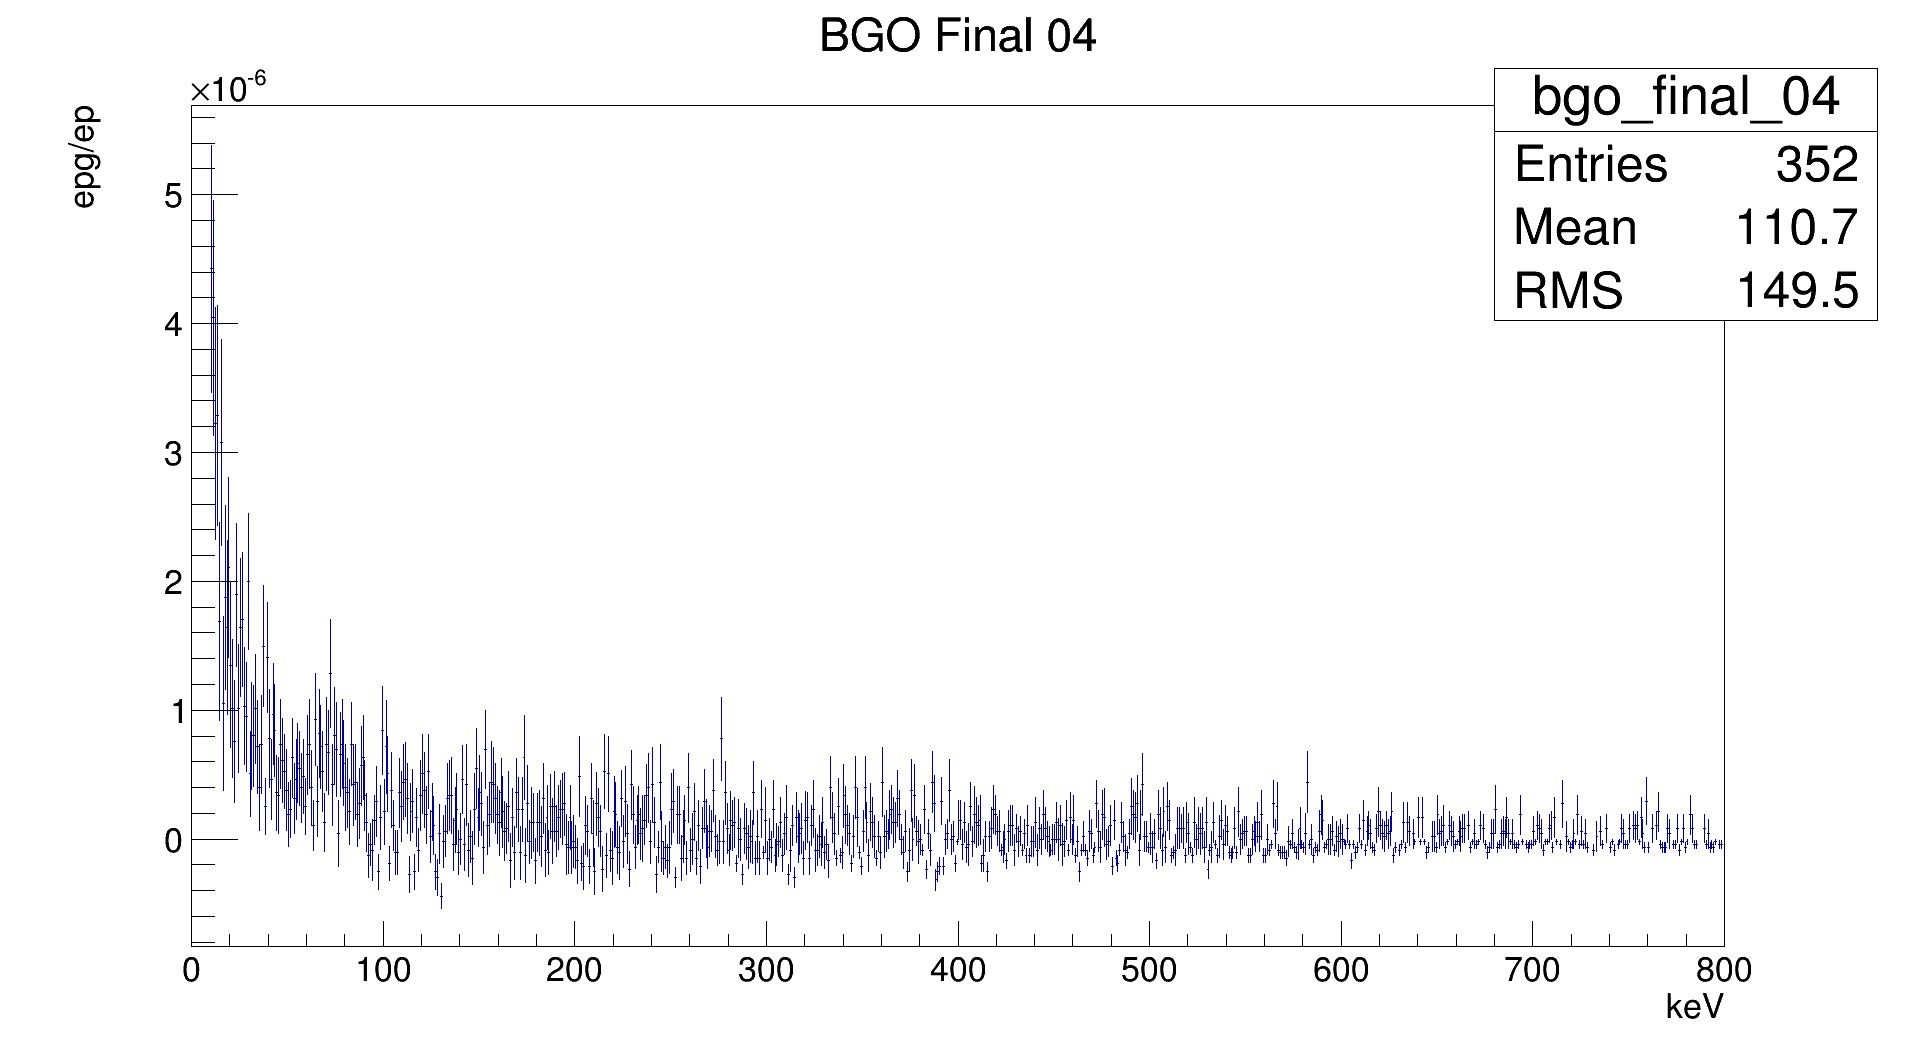 BGO Final 04
×10-6
epg/ep
bgo_final_04
Entries 352
Mean 110.7
RMS 149.5
5
4
3
2
1
0
0 100 200 300 400 500 600 700 800
keV